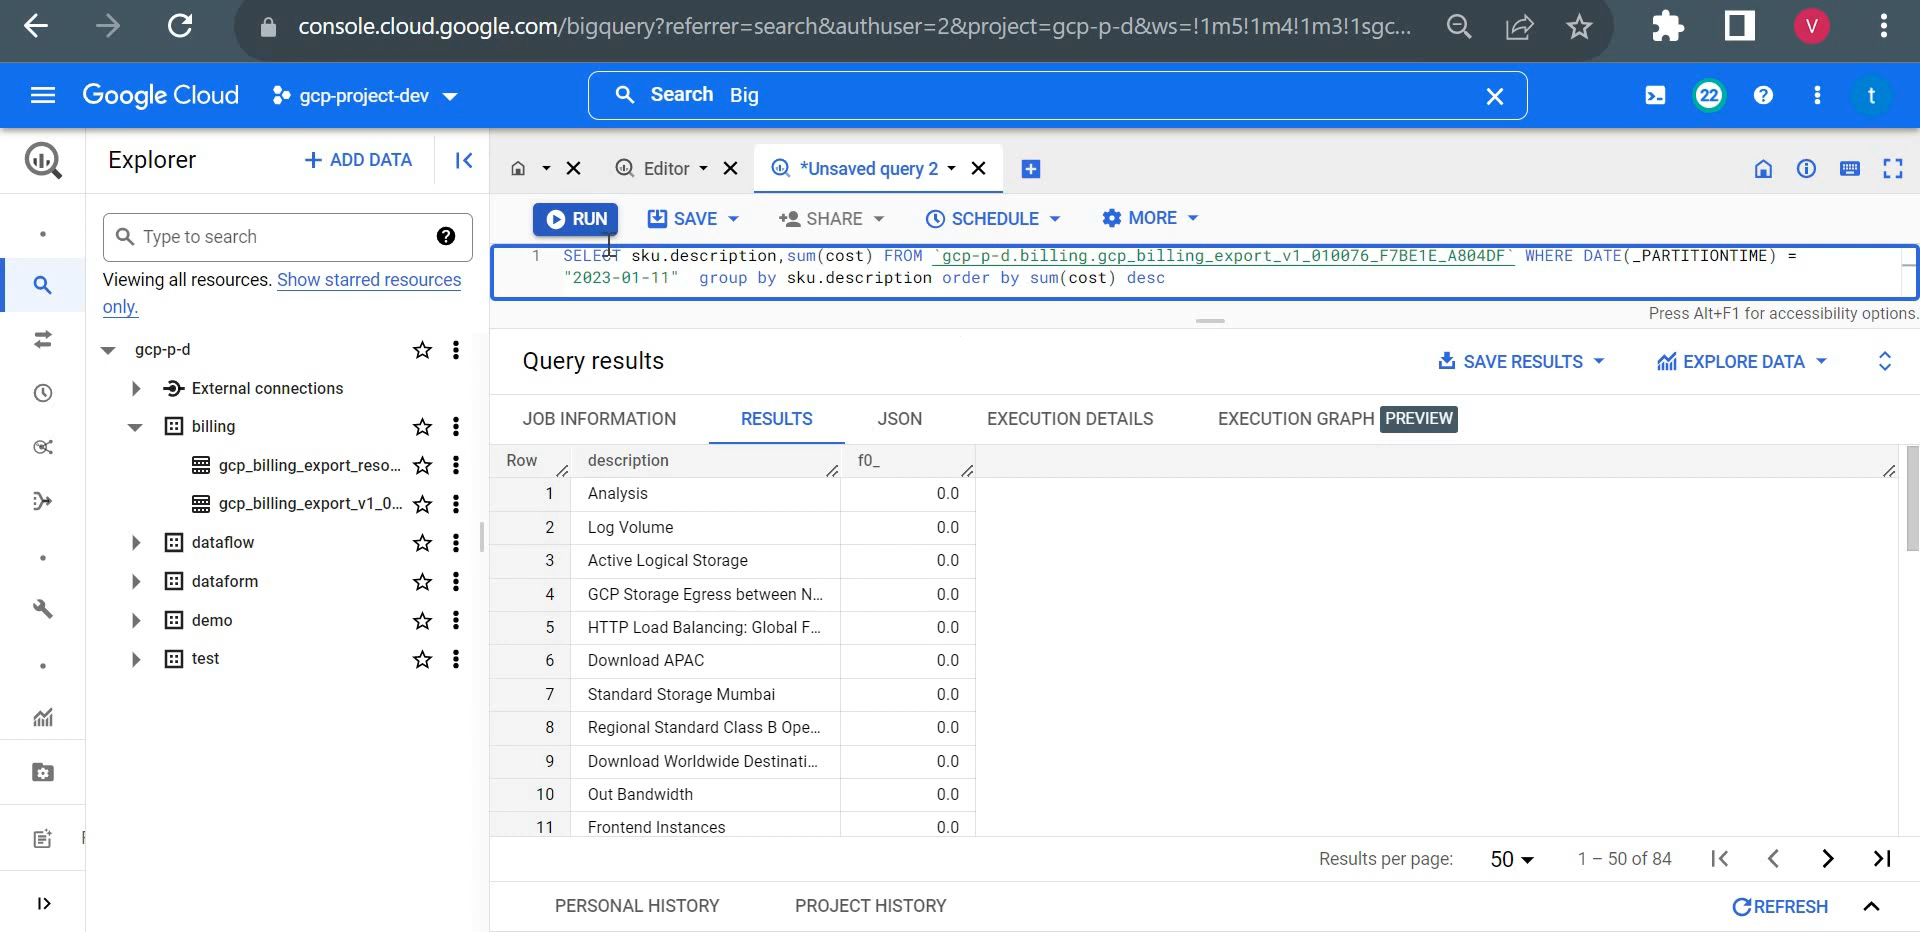 console.cloud.google.com/bigquery?referrer=search&authuser=2&project=gcp-p-d&ws=!1m5!1m4!1m3!1sgc...
V
Google Cloud
gcp-project-dev
Search Big
22
t
Explorer
+ ADD DATA
Editor
*Unsaved query 2
Type to search
RUN
SAVE
SHARE
SCHEDULE
MORE
Viewing all resources. Show starred resources
only.
1 SELECT sku.description,sum(cost) FROM `gcp-p-d.billing.gcp_billing_export_v1_010076_F7BE1E_A804DF` WHERE DATE(_PARTITIONTIME) =
"2023-01-11" group by sku.description order by sum(cost) desc
Press Alt+F1 for accessibility options.
gcp-p-d
External connections
billing
gcp_billing_export_reso...
gcp_billing_export_v1_0...
dataflow
dataform
demo
test
Query results
SAVE RESULTS
EXPLORE DATA
JOB INFORMATION
RESULTS
JSON
EXECUTION DETAILS
EXECUTION GRAPH PREVIEW
Row description f0_
1 Analysis 0.0
2 Log Volume 0.0
3 Active Logical Storage 0.0
4 GCP Storage Egress between N... 0.0
5 HTTP Load Balancing: Global F... 0.0
6 Download APAC 0.0
7 Standard Storage Mumbai 0.0
8 Regional Standard Class B Ope... 0.0
9 Download Worldwide Destinati... 0.0
10 Out Bandwidth 0.0
11 Frontend Instances 0.0
Results per page: 50 1 – 50 of 84
PERSONAL HISTORY
PROJECT HISTORY
REFRESH